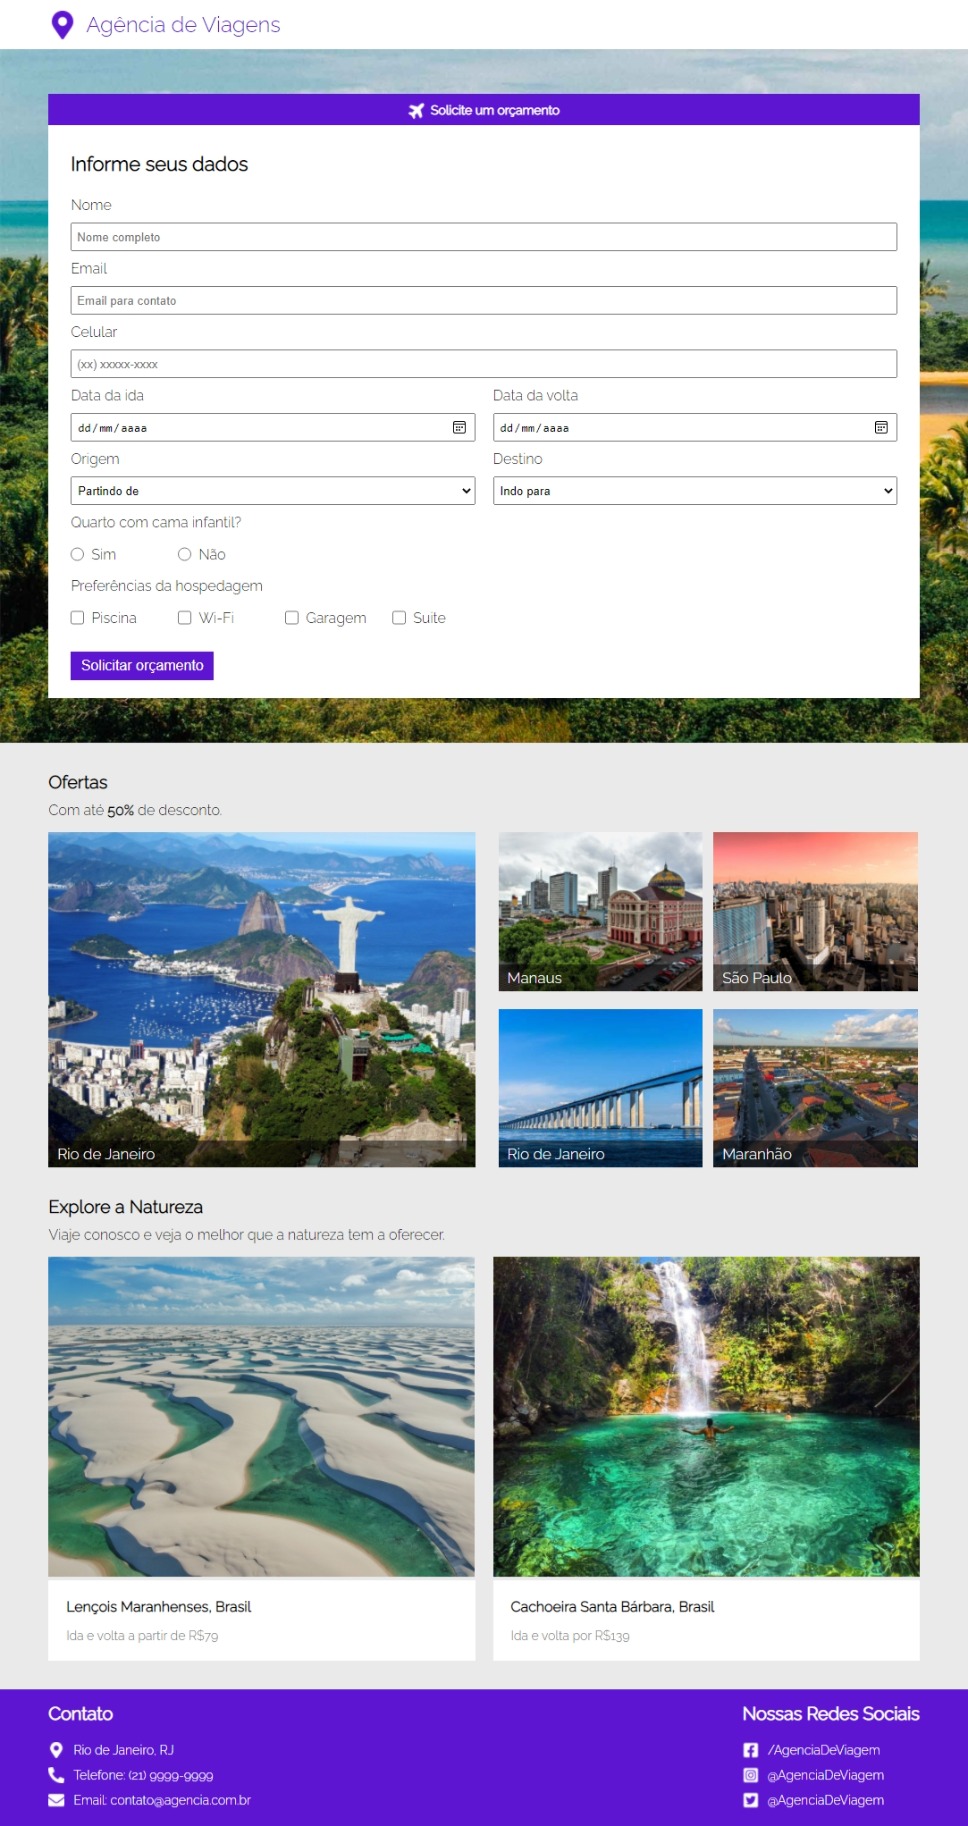 Agência de Viagens
Solicite um orçamento
Informe seus dados
Nome
Nome completo
Email
Email para contato
Celular
(xx) xxxxx-xxxx
Data da ida
Data da volta
dd/mm/aaaa
dd/mm/aaaa
Origem
Destino
Partindo de
Indo para
Quarto com cama infantil?
Sim
Não
Preferências da hospedagem
Piscina
Wi-Fi
Garagem
Suite
Solicitar orçamento
Ofertas
Com até 50% de desconto.
Manaus
São Paulo
Rio de Janeiro
Rio de Janeiro
Maranhão
Explore a Natureza
Viaje conosco e veja o melhor que a natureza tem a oferecer.
Lençois Maranhenses, Brasil
Ida e volta a partir de R$79
Cachoeira Santa Bárbara, Brasil
Ida e volta por R$139
Contato
Rio de Janeiro, RJ
Telefone: (21) 9999-9999
Email: contato@agencia.com.br
Nossas Redes Sociais
/AgenciaDeViagem
@AgenciaDeViagem
@AgenciaDeViagem